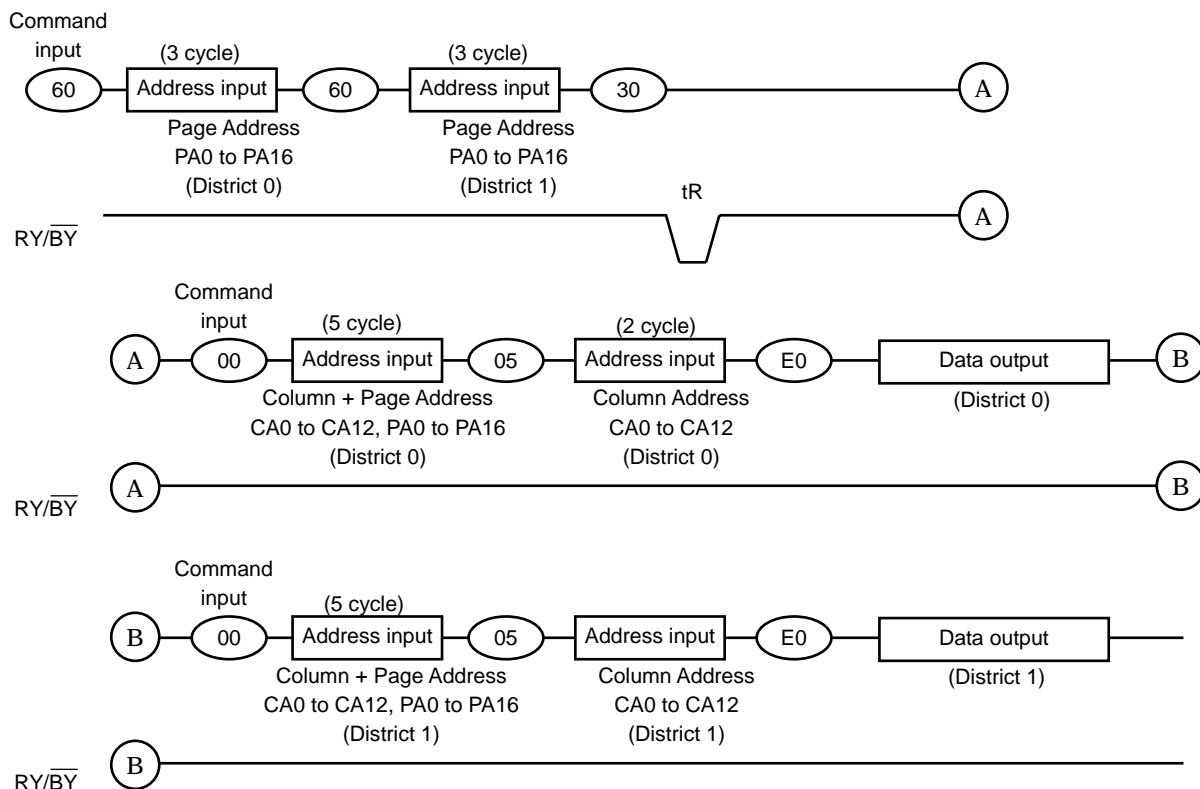 Command
input
(3 cycle)
(3 cycle)
60
Address input
60
Address input
30
A
Page Address
PA0 to PA16
(District 0)
Page Address
PA0 to PA16
(District 1)
tR
RY/BY
A
Command
input
(5 cycle)
(2 cycle)
A
00
Address input
05
Address input
E0
Data output
B
Column + Page Address
CA0 to CA12, PA0 to PA16
(District 0)
Column Address
CA0 to CA12
(District 0)
(District 0)
RY/BY
A
B
Command
input
(5 cycle)
B
00
Address input
05
Address input
E0
Data output
Column + Page Address
CA0 to CA12, PA0 to PA16
(District 1)
Column Address
CA0 to CA12
(District 1)
(District 1)
RY/BY
B